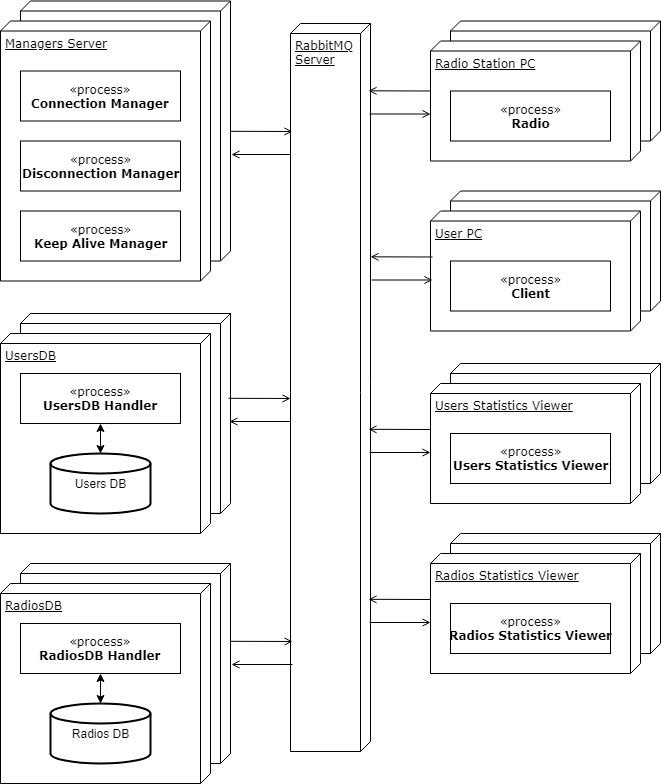 Managers Server
«process»
Connection Manager
«process»
Disconnection Manager
«process»
Keep Alive Manager
UsersDB
«process»
UsersDB Handler
Users DB
RadiosDB
«process»
RadiosDB Handler
Radios DB
RabbitMQ
Server
Radio Station PC
«process»
Radio
User PC
«process»
Client
Users Statistics Viewer
«process»
Users Statistics Viewer
Radios Statistics Viewer
«process»
Radios Statistics Viewer